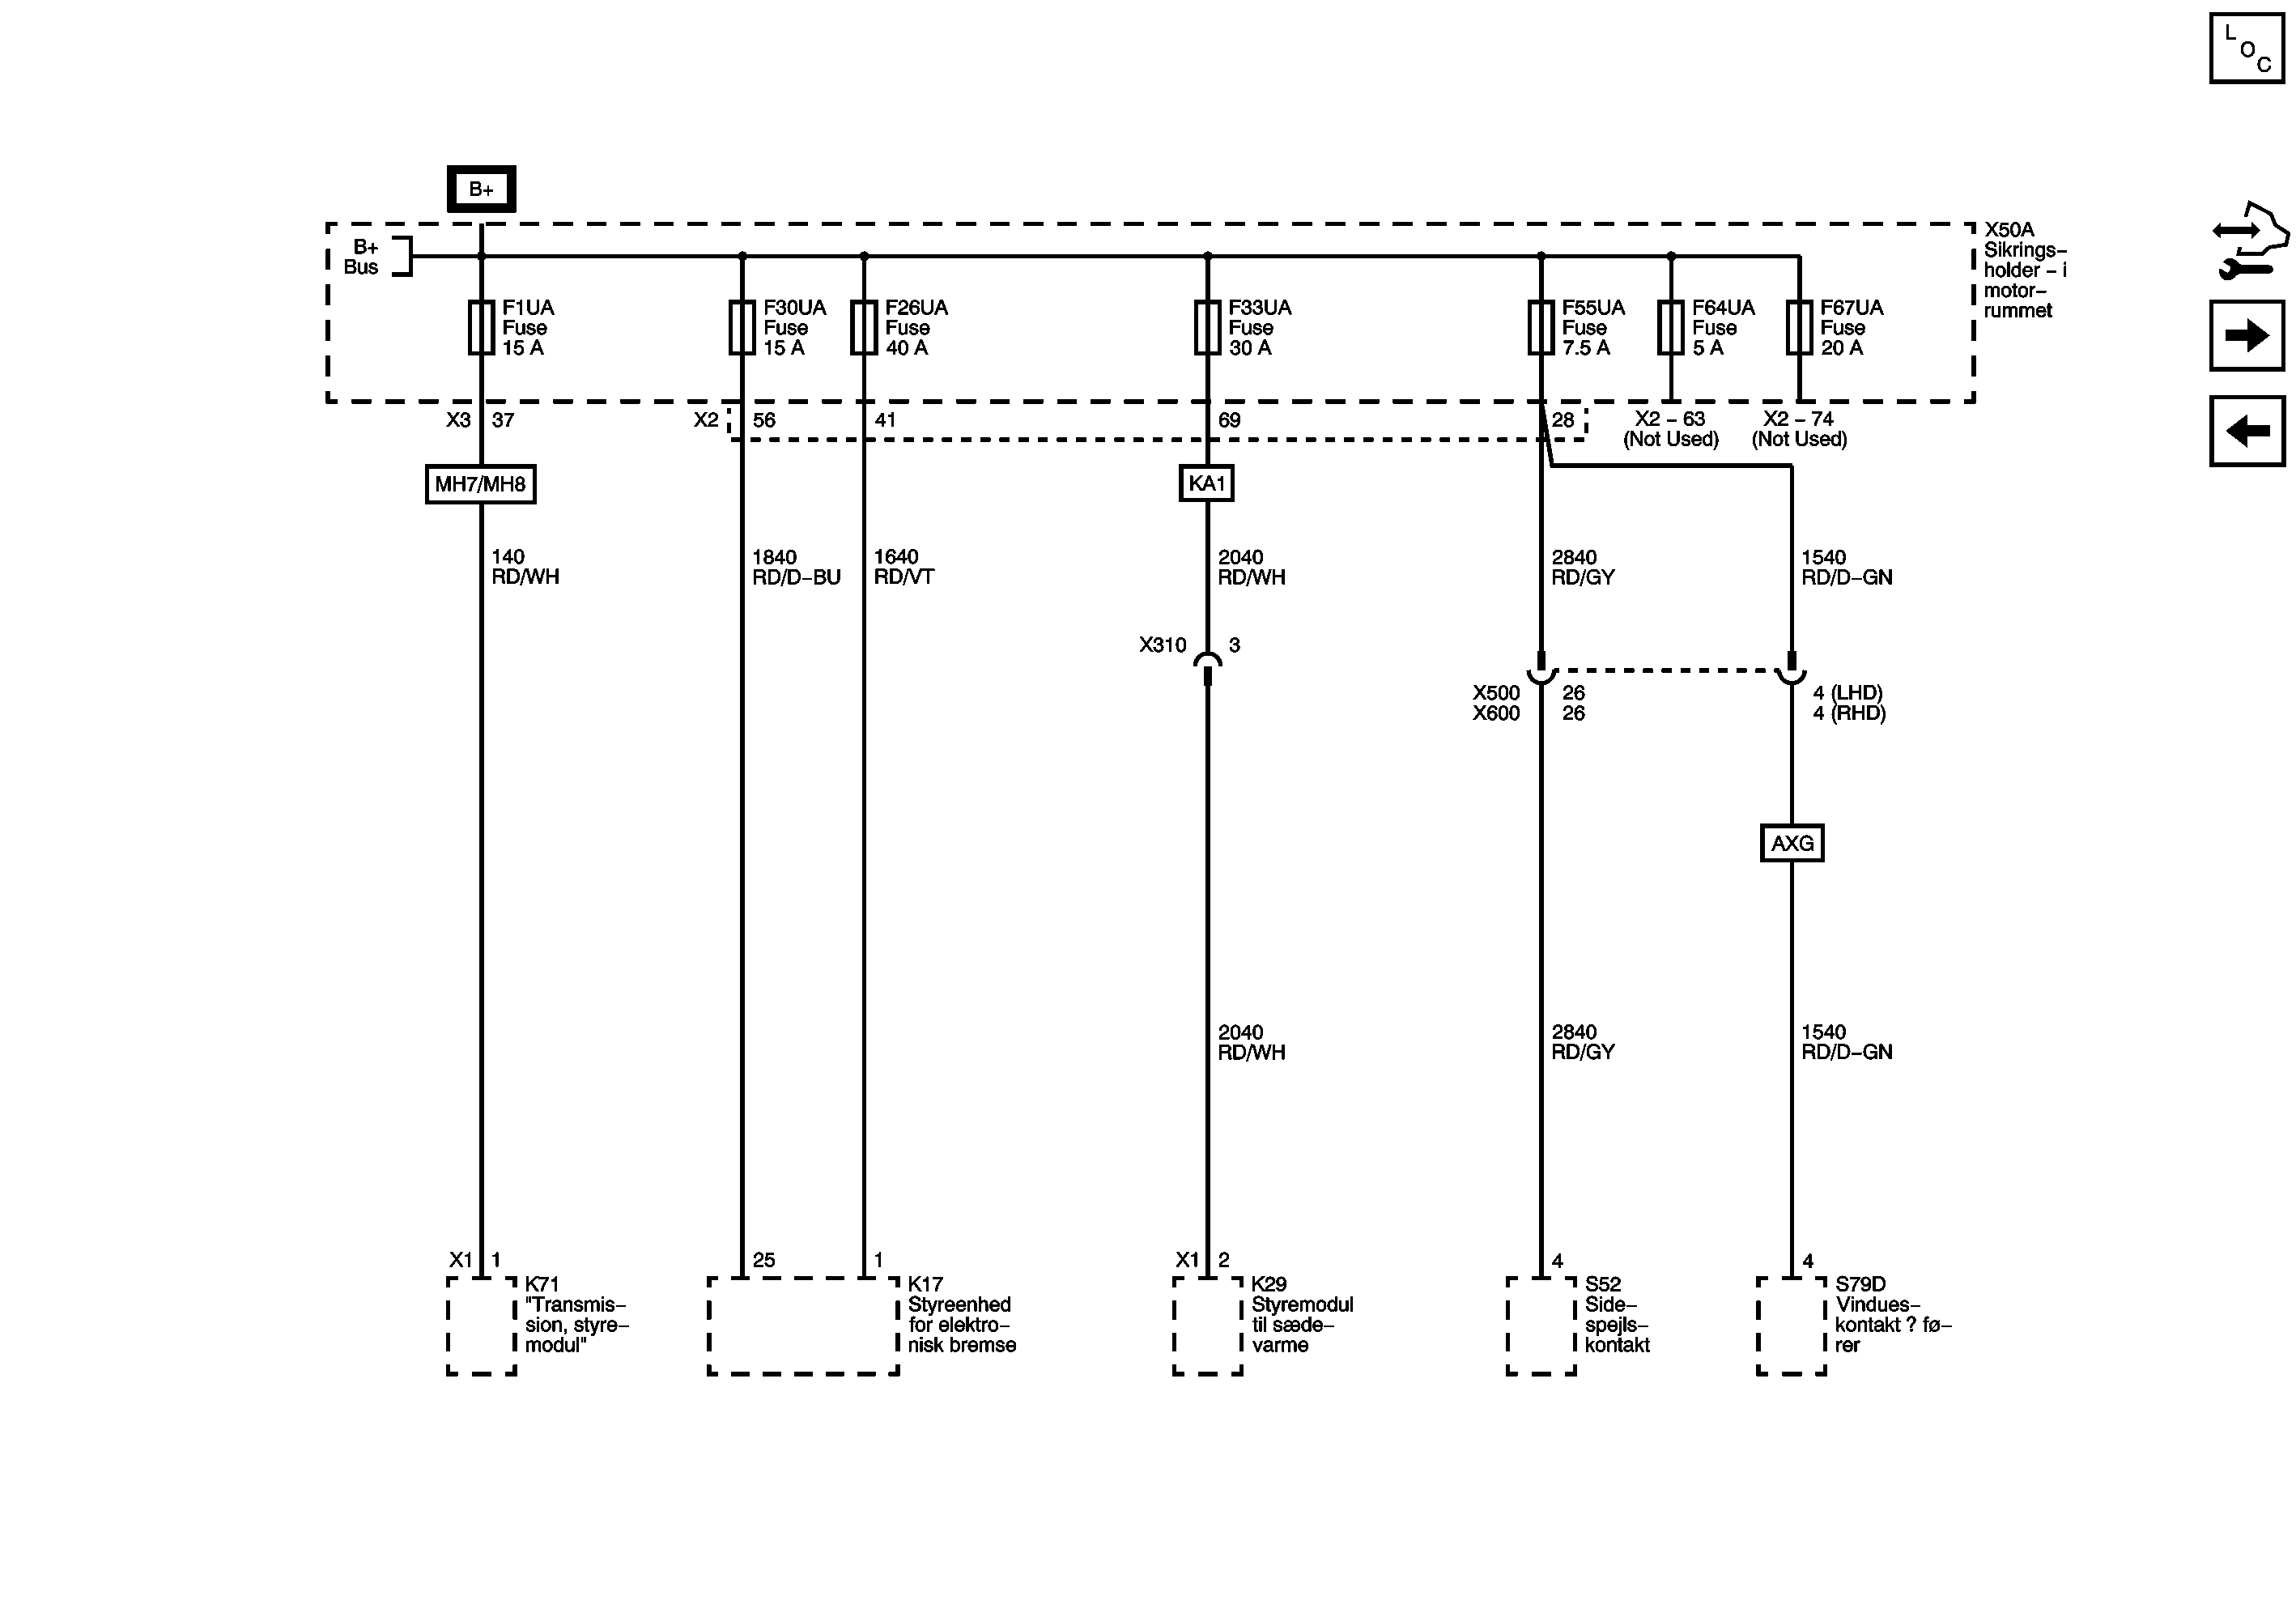 L
O
C
B+
B+
Bus
X50A
Sikrings–
holder – i
motor–
rummet
F1UA
Fuse
15 A
F30UA
Fuse
15 A
F26UA
Fuse
40 A
F33UA
Fuse
30 A
F55UA
Fuse
7.5 A
F64UA
Fuse
5 A
F67UA
Fuse
20 A
X3 37
X2 56
41
69
28
X2 – 63
(Not Used)
X2 – 74
(Not Used)
MH7/MH8
KA1
140
RD/WH
1840
RD/D–BU
1640
RD/VT
2040
RD/WH
2840
RD/GY
1540
RD/D–GN
X310 3
X500 26
X600 26
4 (LHD)
4 (RHD)
AXG
2040
RD/WH
2840
RD/GY
1540
RD/D–GN
X1 1
25
1
X1 2
4
4
K71
"Transmis–
sion, styre–
modul"
K17
Styreenhed
for elektro–
nisk bremse
K29
Styremodul
til sæde–
varme
S52
Side–
spejls–
kontakt
S79D
Vindues–
kontakt ? fø–
rer